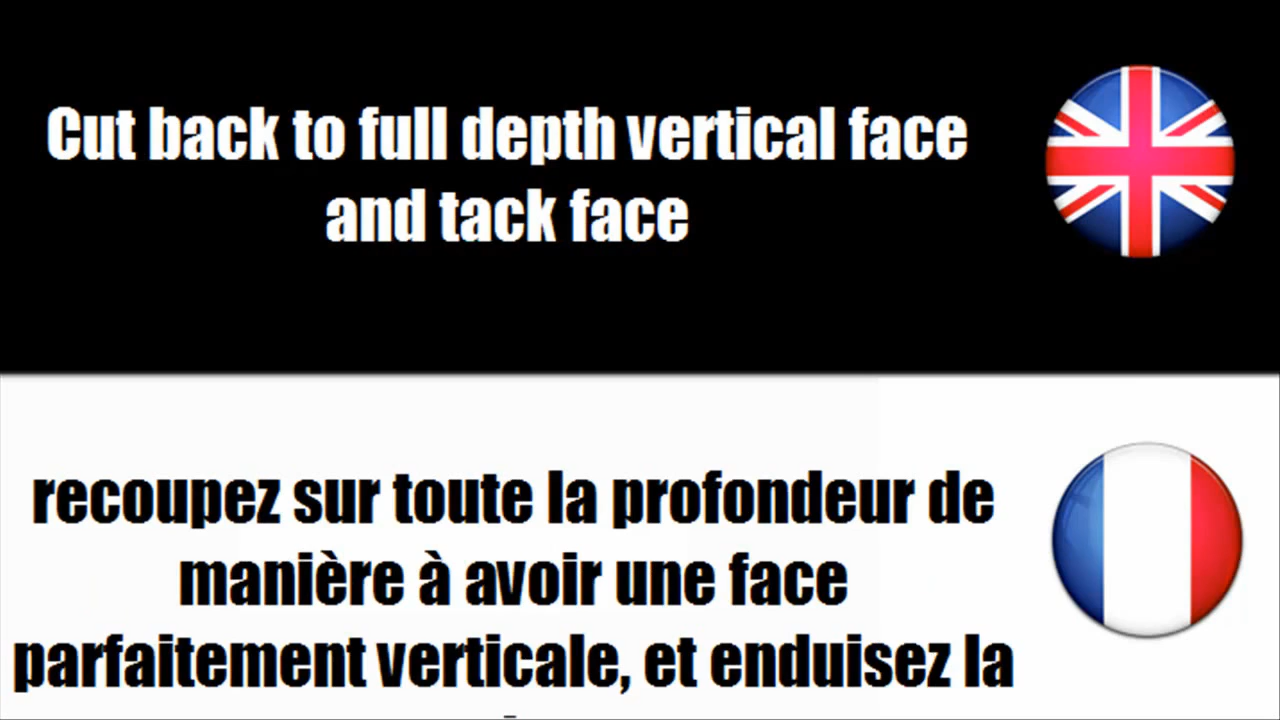 Cut back to full depth vertical face
and tack face
recoupez sur toute la profondeur de
manière à avoir une face
parfaitement verticale, et enduisez la